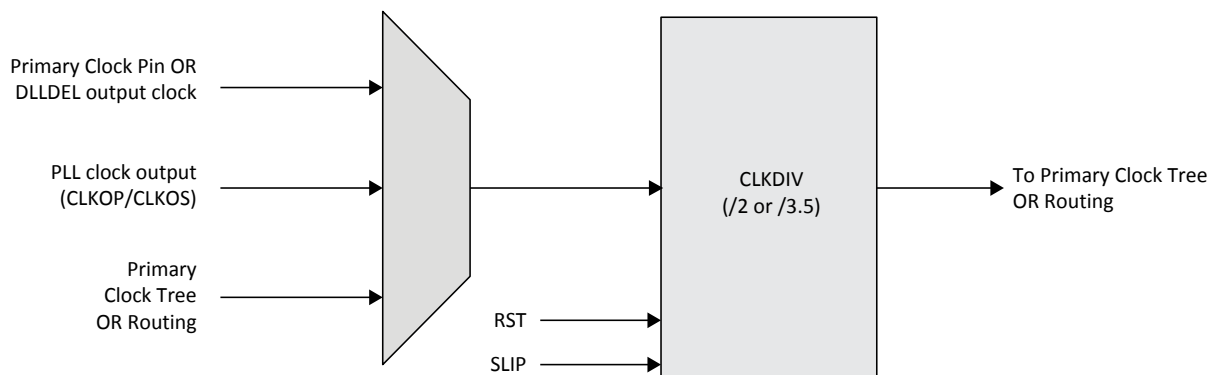 Primary Clock Pin OR
DLLDEL output clock
PLL clock output
(CLKOP/CLKOS)
Primary
Clock Tree
OR Routing
RST
SLIP
CLKDIV
(/2 or /3.5)
To Primary Clock Tree
OR Routing